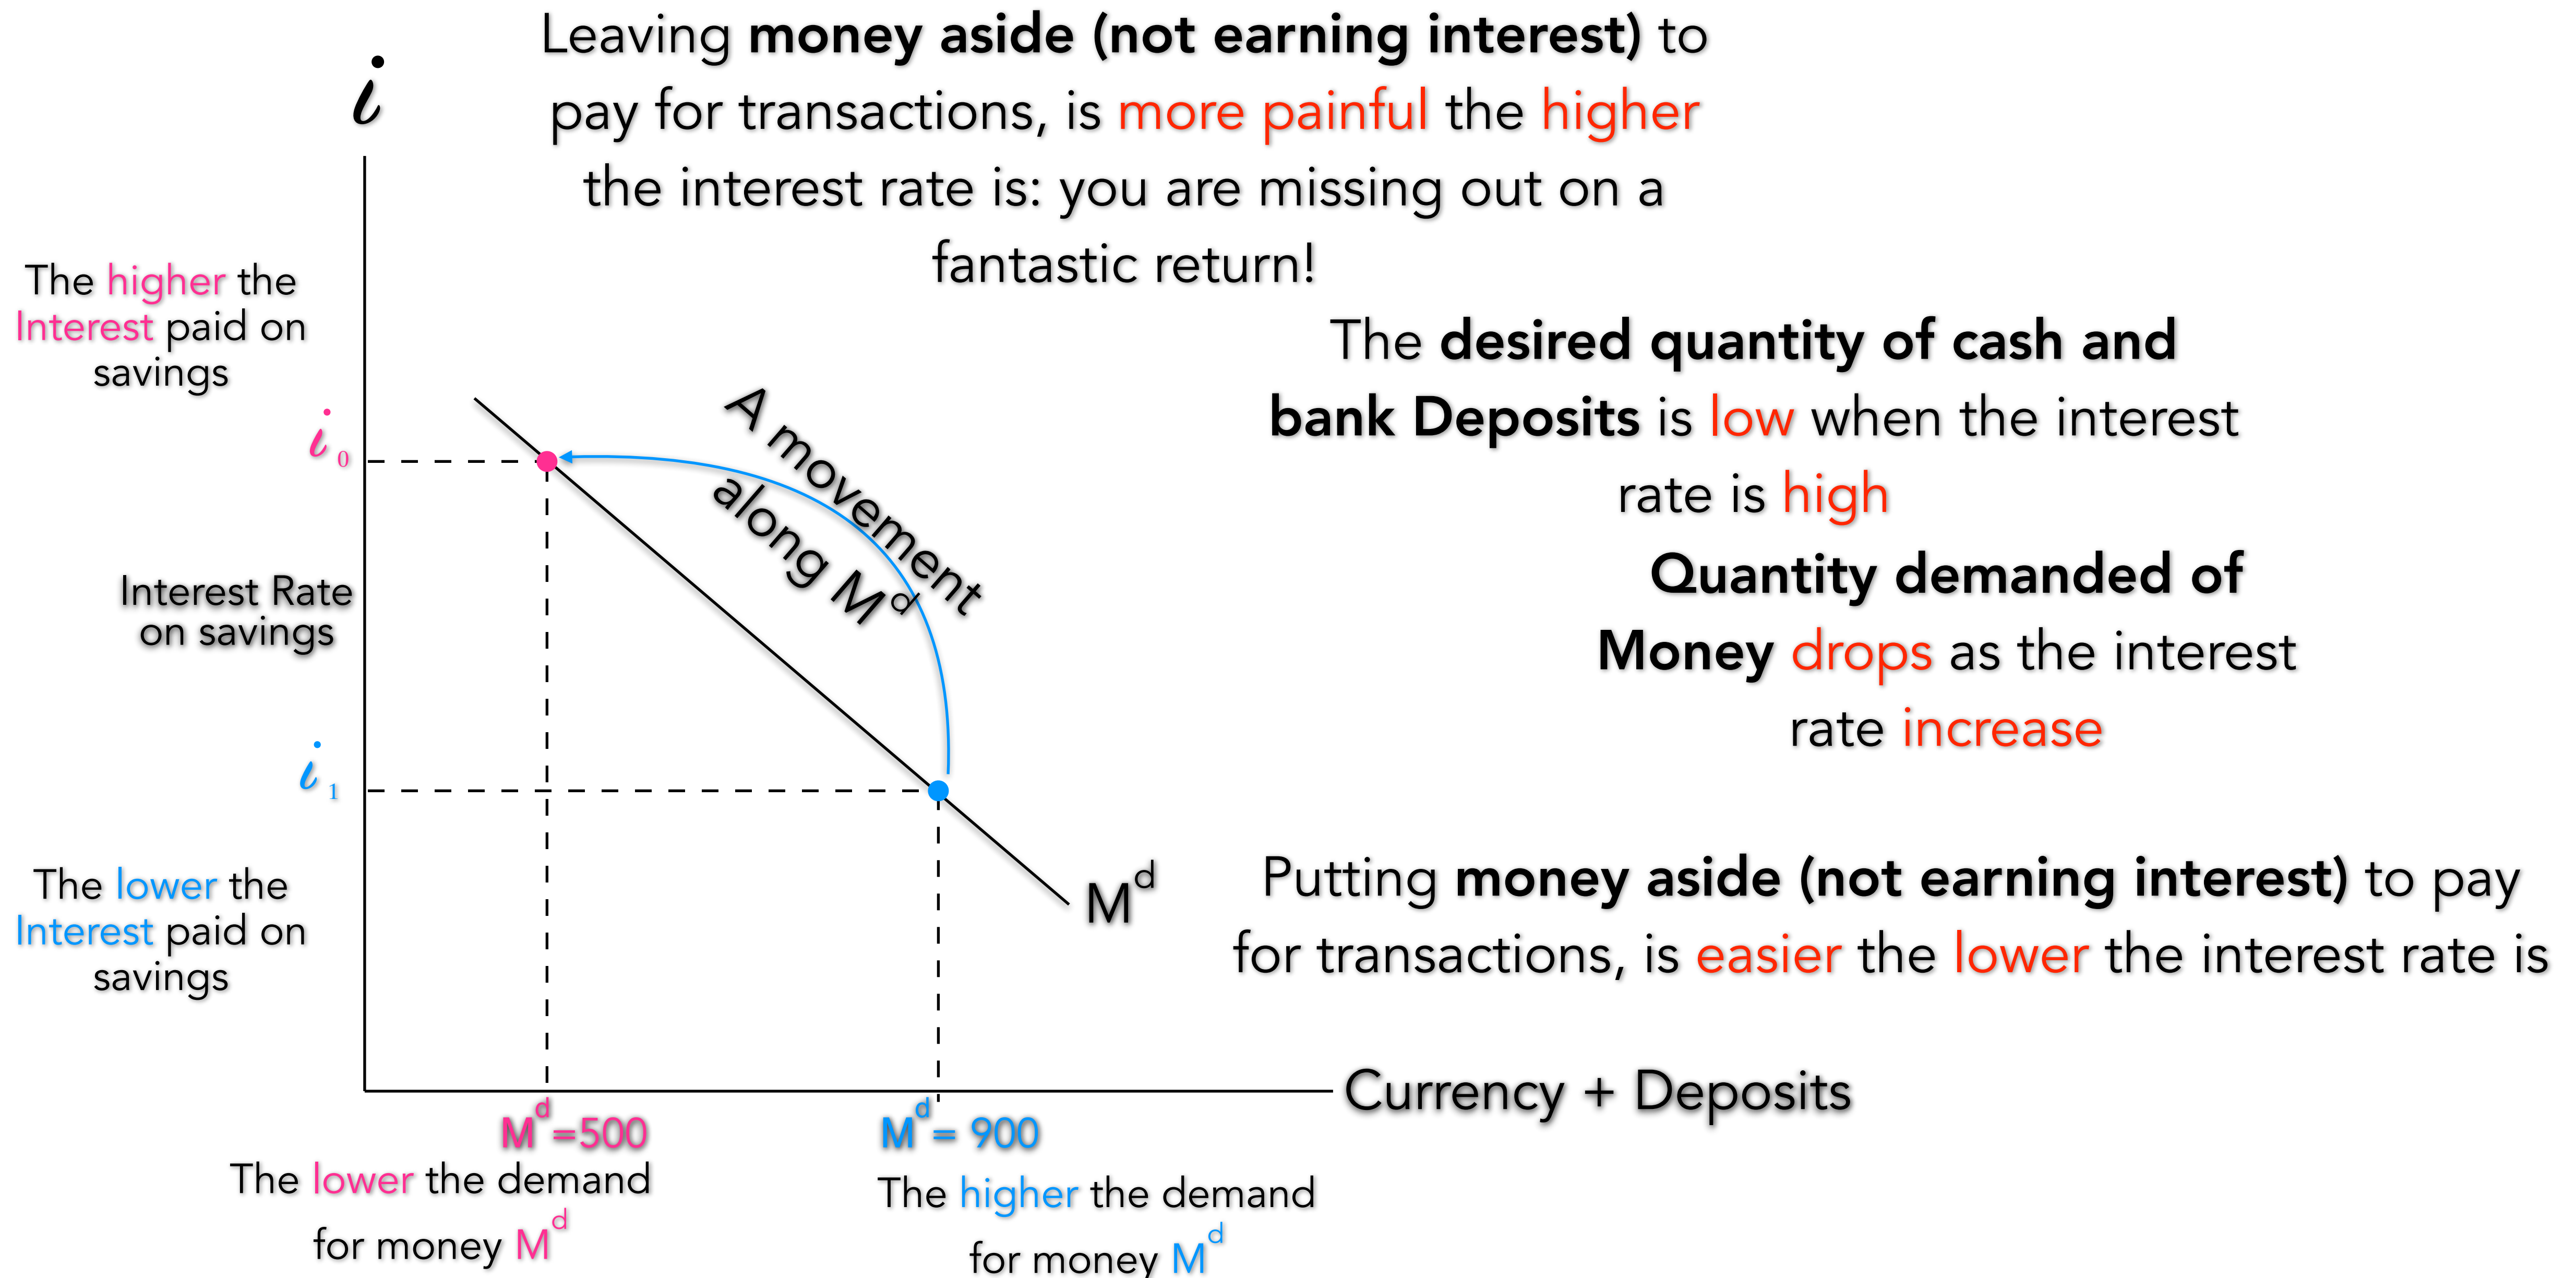 i
Leaving money aside (not earning interest) to
pay for transactions, is more painful the higher
the interest rate is: you are missing out on a
fantastic return!
The higher the
Interest paid on
savings
The desired quantity of cash and
bank Deposits is low when the interest
rate is high
i 0
A movement
along Mᵈ
Quantity demanded of
Money drops as the interest
rate increase
Interest Rate
on savings
i 1
The lower the
Interest paid on
savings
Mᵈ
Putting money aside (not earning interest) to pay
for transactions, is easier the lower the interest rate is
Currency + Deposits
Mᵈ=500
The lower the demand
for money Mᵈ
Mᵈ= 900
The higher the demand
for money Mᵈ